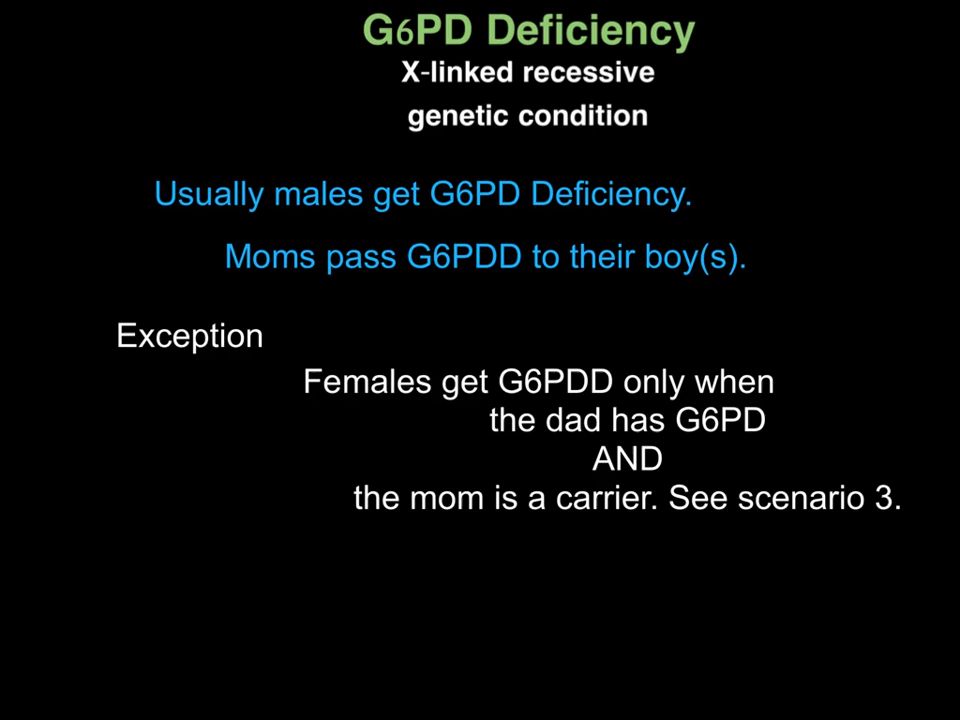 G6PD Deficiency
X-linked recessive
genetic condition
Usually males get G6PD Deficiency.
Moms pass G6PDD to their boy(s).
Exception
Females get G6PDD only when
the dad has G6PD
AND
the mom is a carrier. See scenario 3.